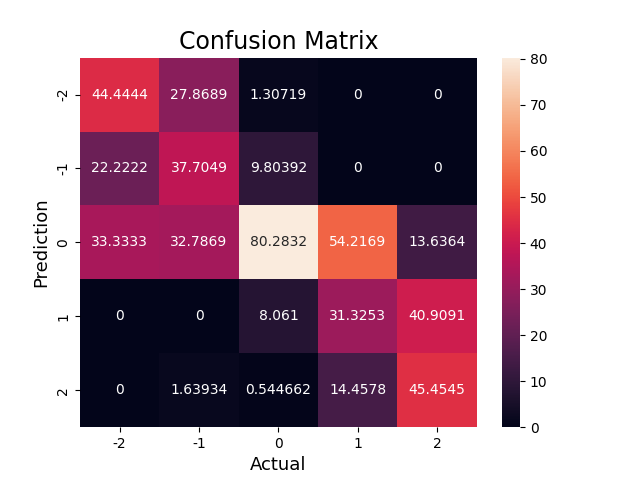 Confusion Matrix
-2 44.4444 27.8689 1.30719 0 0
-1 22.2222 37.7049 9.80392 0 0
0 33.3333 32.7869 80.2832 54.2169 13.6364
1 0 0 8.061 31.3253 40.9091
2 0 1.63934 0.544662 14.4578 45.4545
-2 -1 0 1 2
Actual
Prediction
80
70
60
50
40
30
20
10
0